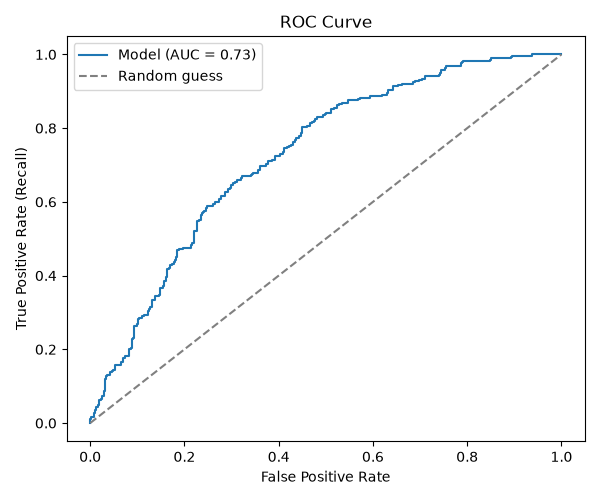 ROC Curve
Model (AUC = 0.73)
Random guess
True Positive Rate (Recall)
1.0
0.8
0.6
0.4
0.2
0.0
0.0 0.2 0.4 0.6 0.8 1.0
False Positive Rate